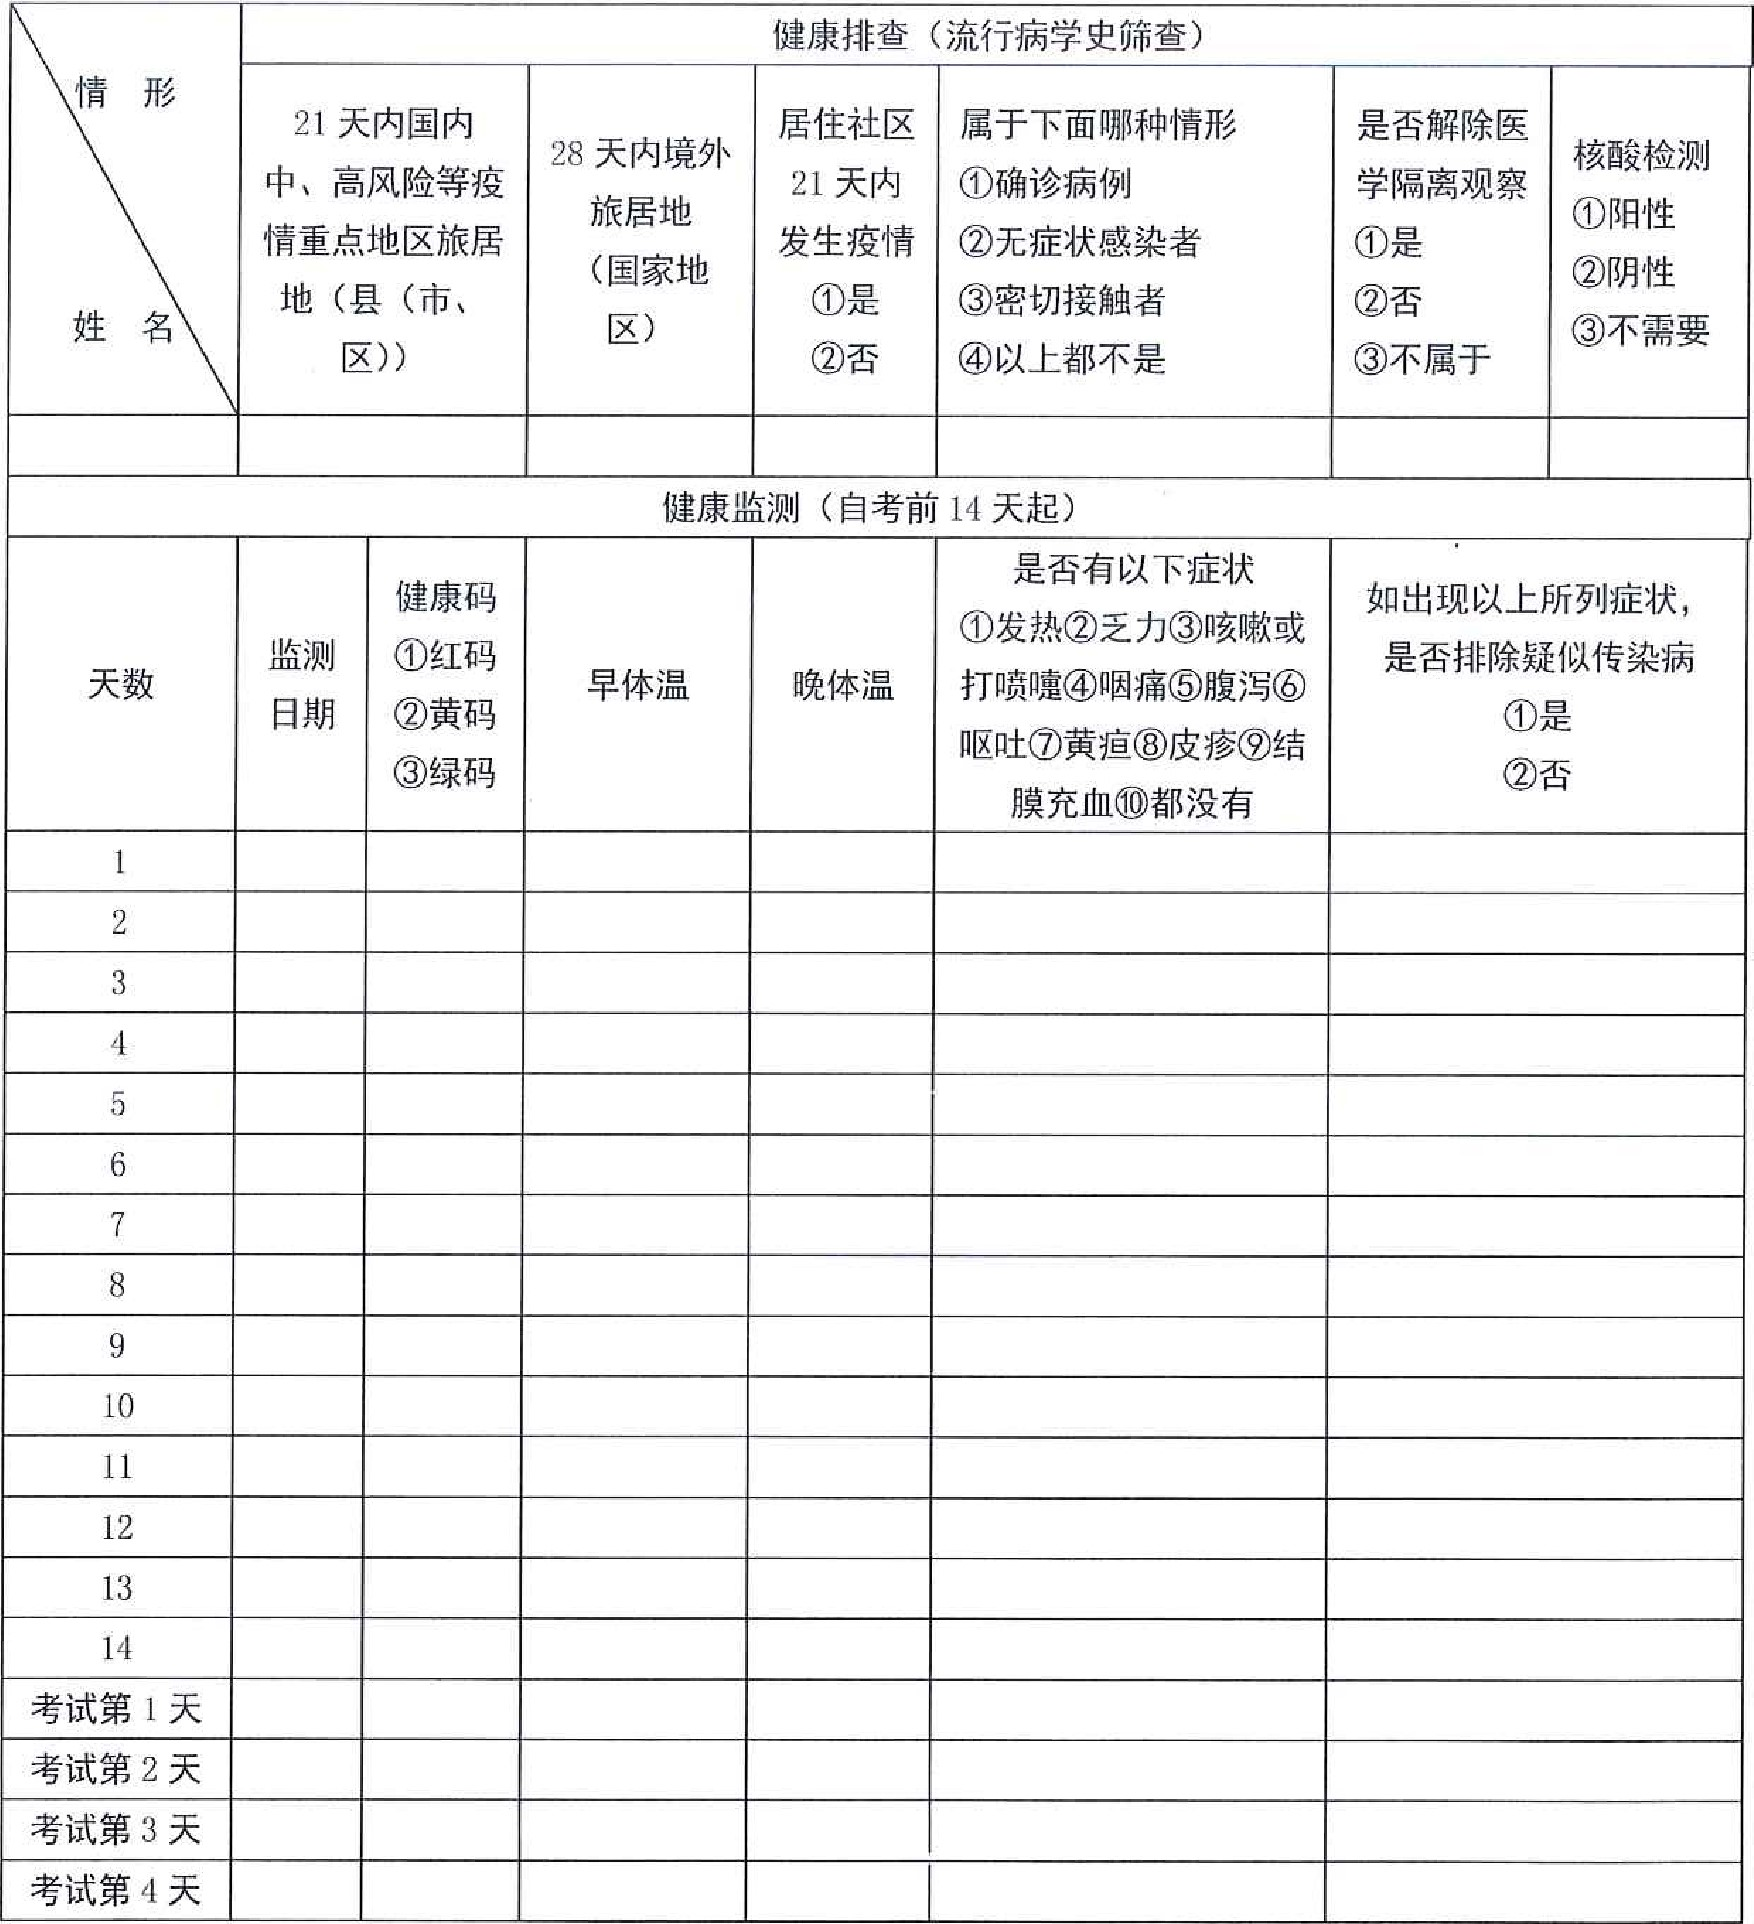 健康排查（流行病学史筛查）
情 形
姓 名
21 天内国内
中、高风险等疫
情重点地区旅居
地（县（市、
区））
28 天内境外
旅居地
（国家地
区）
居住社区
21 天内
发生疫情
①是
②否
属于下面哪种情形
①确诊病例
②无症状感染者
③密切接触者
④以上都不是
是否解除医
学隔离观察
①是
②否
③不属于
核酸检测
①阳性
②阴性
③不需要
健康监测（自考前 14 天起）
天数
监测
日期
健康码
①红码
②黄码
③绿码
早体温
晚体温
是否有以下症状
①发热②乏力③咳嗽或
打喷嚏④咽痛⑤腹泻⑥
呕吐⑦黄疸⑧皮疹⑨结
膜充血⑩都没有
如出现以上所列症状，
是否排除疑似传染病
①是
②否
1
2
3
4
5
6
7
8
9
10
11
12
13
14
考试第 1 天
考试第 2 天
考试第 3 天
考试第 4 天